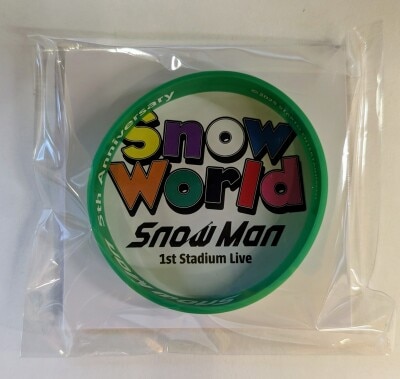 Snow
World
Snow Man
1st Stadium Live
5th Anniversary